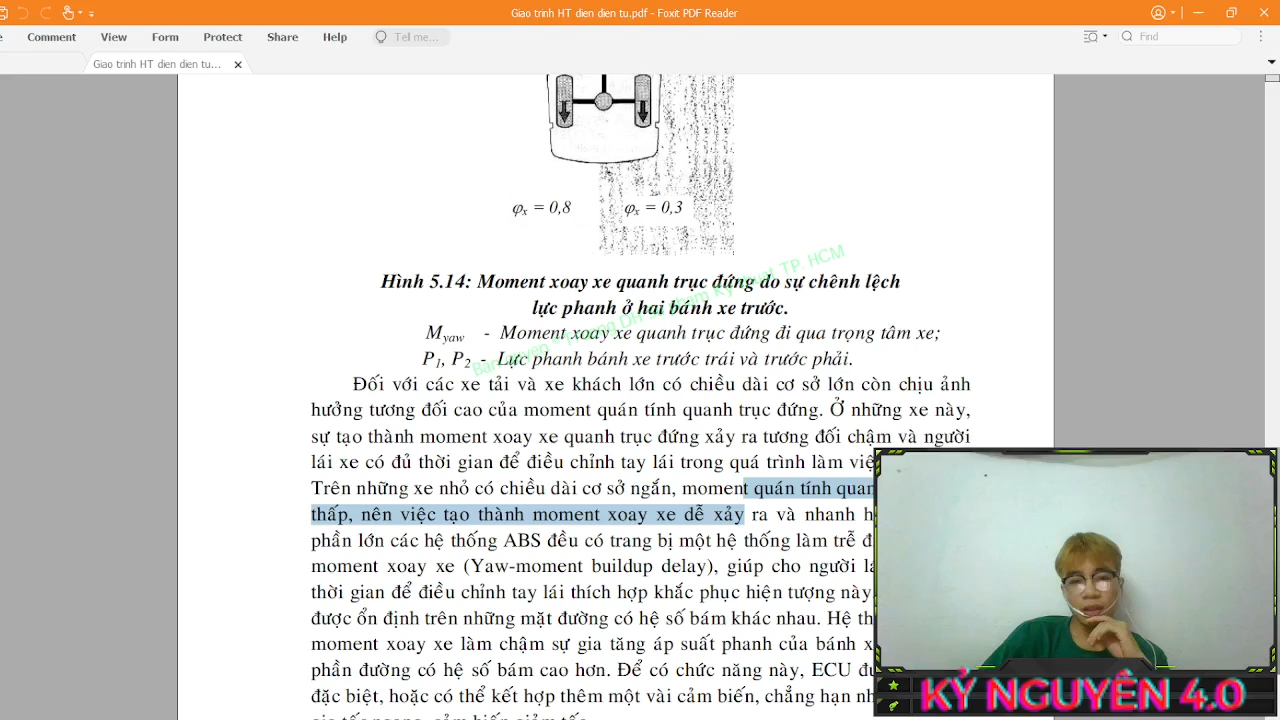 Giao trinh HT dien dien tu.pdf - Foxit PDF Reader
Comment View Form Protect Share Help Tell me... Find
Giao trinh HT dien dien tu...
φx = 0,8 φx = 0,3
Hình 5.14: Moment xoay xe quanh trục đứng do sự chênh lệch
lực phanh ở hai bánh xe trước.
Myaw - Moment xoay xe quanh trục đứng đi qua trọng tâm xe;
P1, P2 - Lực phanh bánh xe trước trái và trước phải.
Bản quyền Trường ĐH Sư phạm Kỹ thuật TP. HCM
Đối với các xe tải và xe khách lớn có chiều dài cơ sở lớn còn chịu ảnh
hưởng tương đối cao của moment quán tính quanh trục đứng. Ở những xe này,
sự tạo thành moment xoay xe quanh trục đứng xảy ra tương đối chậm và người
lái xe có đủ thời gian để điều chỉnh tay lái trong quá trình làm
Trên những xe nhỏ có chiều dài cơ sở ngắn, moment quán tính
thấp, nên việc tạo thành moment xoay xe dễ xảy ra và nhanh
phần lớn các hệ thống ABS đều có trang bị một hệ thống làm trễ
moment xoay xe (Yaw-moment buildup delay), giúp cho người
thời gian để điều chỉnh tay lái thích hợp khắc phục hiện tượng này
được ổn định trên những mặt đường có hệ số bám khác nhau. Hệ
moment xoay xe làm chậm sự gia tăng áp suất phanh của bánh
phần đường có hệ số bám cao hơn. Để có chức năng này, ECU
đặc biệt, hoặc có thể kết hợp thêm một vài cảm biến, chẳng hạn
KỶ NGUYÊN 4.0